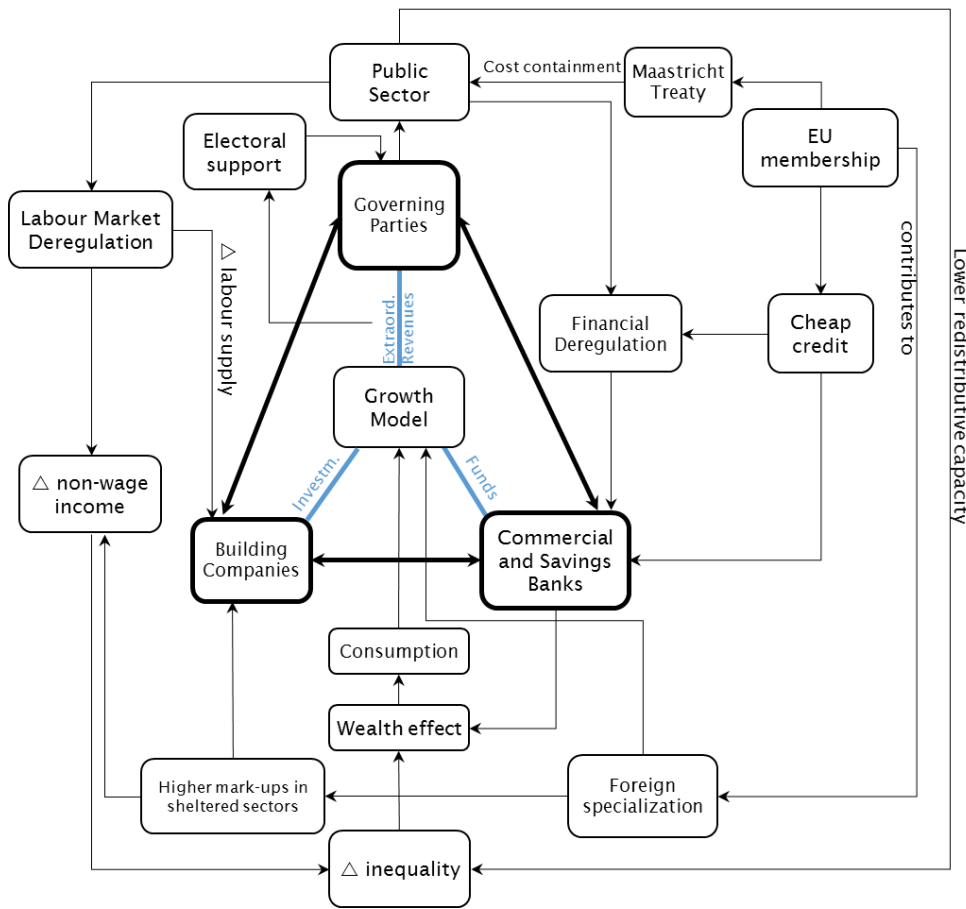 Public
Sector
Cost containment
Maastricht
Treaty
EU
membership
Electoral
support
Governing
Parties
Labour Market
Deregulation
△ labour supply
contributes to
Lower redistributive capacity
Extraord.
Revenues
Financial
Deregulation
Cheap
credit
Growth
Model
△ non-wage
income
Investm.
Funds
Building
Companies
Commercial
and Savings
Banks
Consumption
Wealth effect
Higher mark-ups in
sheltered sectors
Foreign
specialization
△ inequality